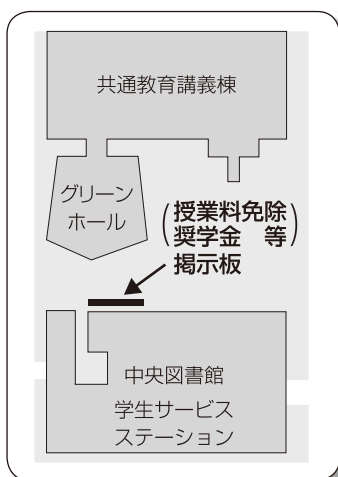 共通教育講義棟
グリーン
ホール
(授業料免除
奨学金　等)
掲示板
中央図書館
学生サービス
ステーション